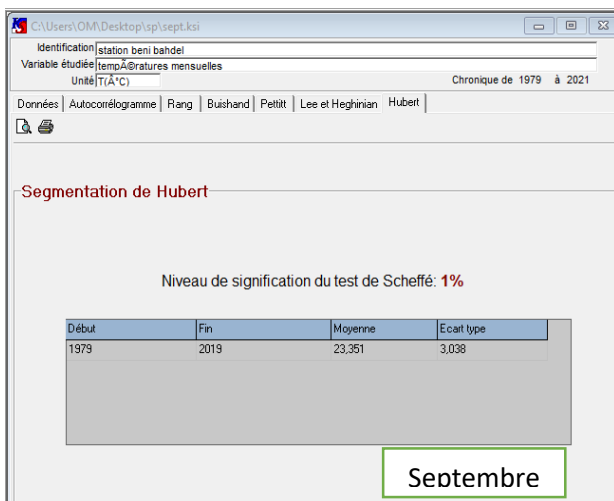 C:\Users\OM\Desktop\sp\sept.ksi
Identification station beni bahdel
Variable étudiée tempÃ©ratures mensuelles
Unité T(Â°C) Chronique de 1979 à 2021
Données Autocorrélogramme Rang Buishand Pettitt Lee et Heghinian Hubert
Segmentation de Hubert
Niveau de signification du test de Scheffé: 1%
Début Fin Moyenne Ecart type
1979 2019 23,351 3,038
Septembre